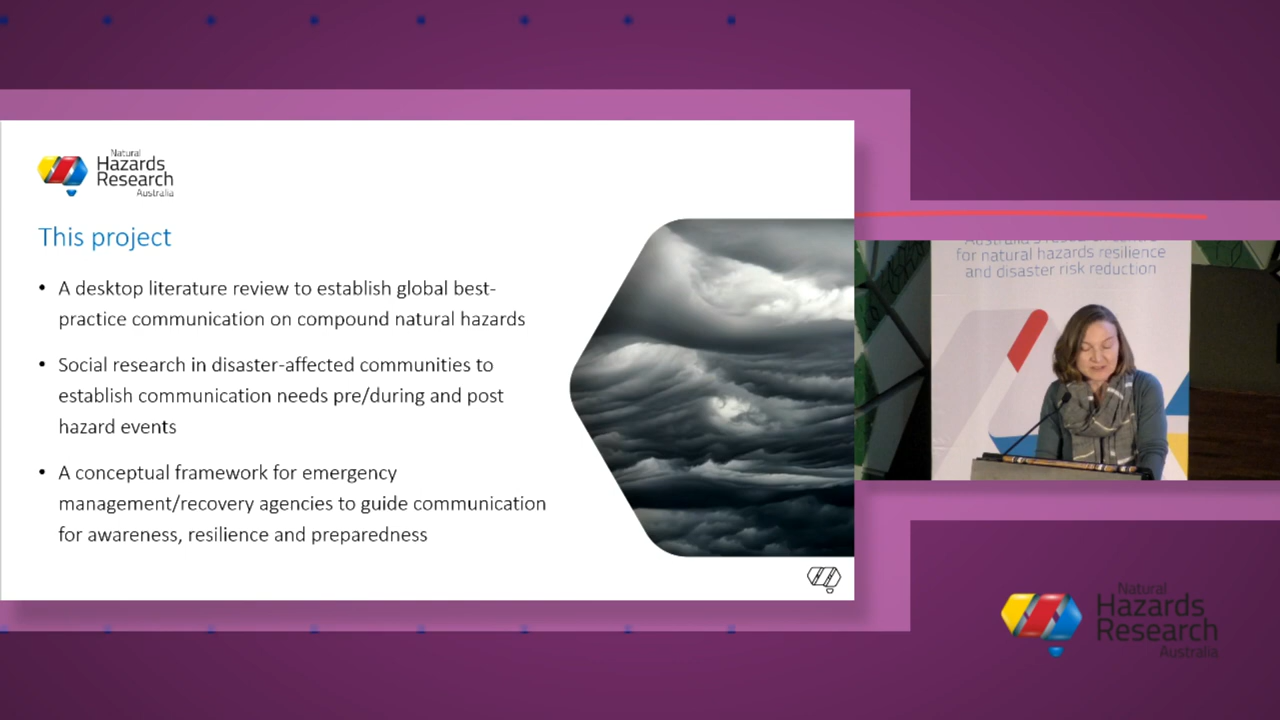 Natural
Hazards
Research
Australia
This project
• A desktop literature review to establish global best-
practice communication on compound natural hazards
• Social research in disaster-affected communities to
establish communication needs pre/during and post
hazard events
• A conceptual framework for emergency
management/recovery agencies to guide communication
for awareness, resilience and preparedness
Australia's research centre
for natural hazards resilience
and disaster risk reduction
Natural
Hazards
Research
Australia